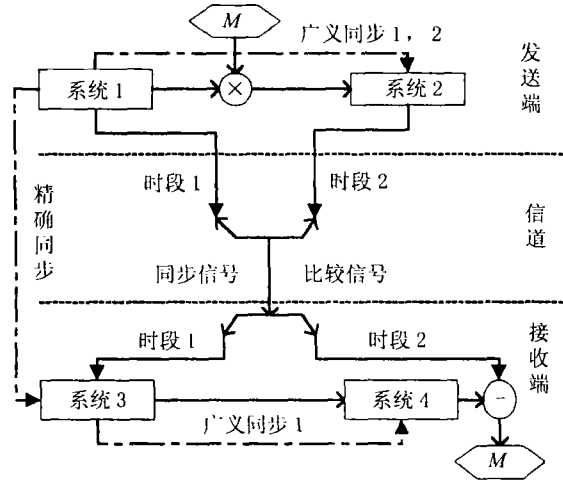 M
广义同步 1，2
系统 1
×
系统 2
发送端
时段 1
时段 2
精确同步
信道
同步信号
比较信号
时段 1
时段 2
接收端
系统 3
系统 4
−
广义同步 1
M